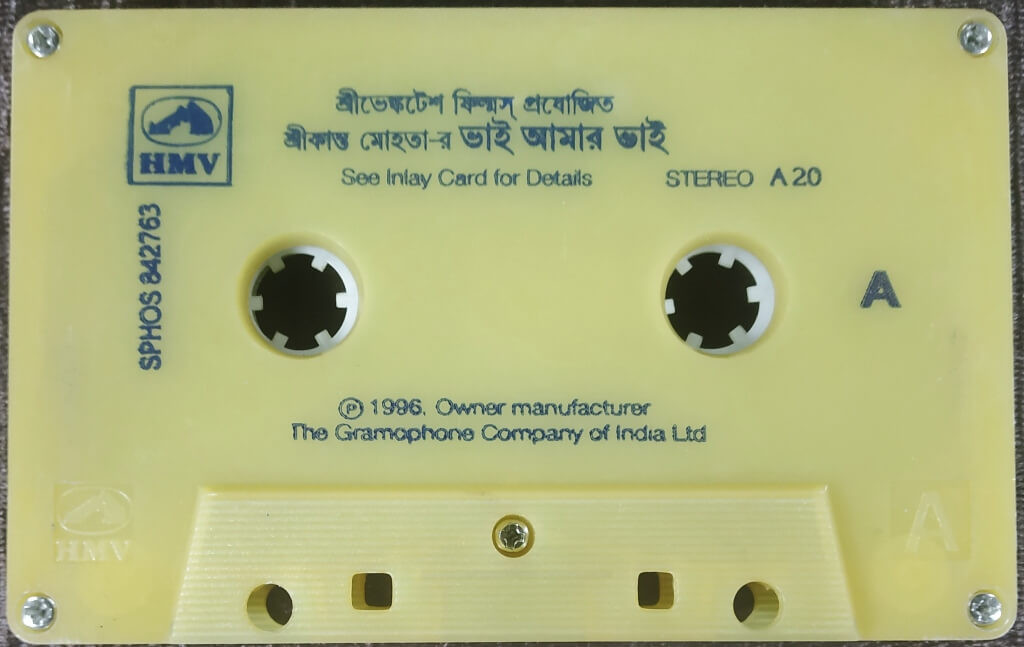 HMV
শ্রীভেঙ্কটেশ ফিল্মস্ প্রযোজিত
শ্রীকান্ত মোহতা-র ভাই আমার ভাই
See Inlay Card for Details STEREO A 20
SPHOS 842763
A
Ⓟ 1996. Owner manufacturer
The Gramophone Company of India Ltd
HMV
A